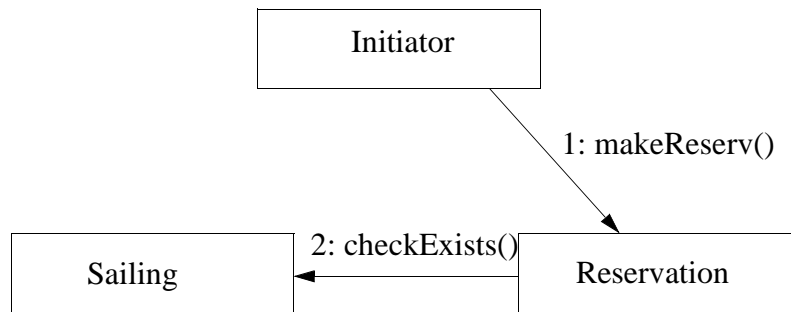 Initiator
1: makeReserv()
2: checkExists()
Sailing
Reservation